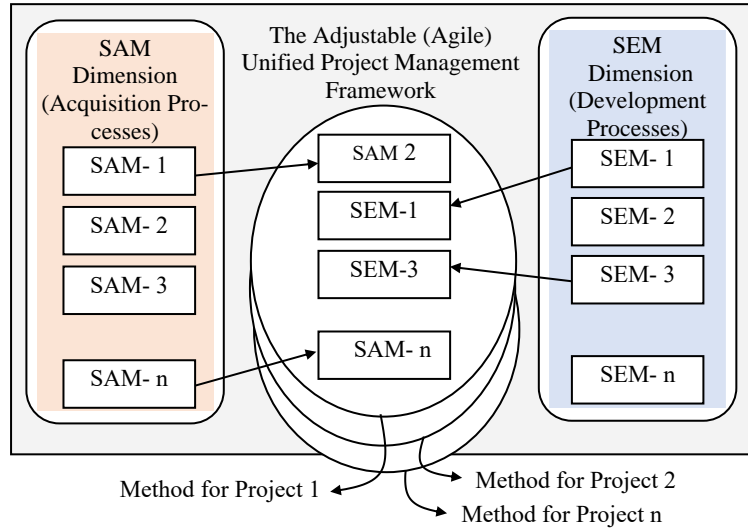 SAM
Dimension
(Acquisition Pro-
cesses)
SAM- 1
SAM- 2
SAM- 3
SAM- n
The Adjustable (Agile)
Unified Project Management
Framework
SAM 2
SEM-1
SEM-3
SAM- n
SEM
Dimension
(Development
Processes)
SEM- 1
SEM- 2
SEM- 3
SEM- n
Method for Project 1
Method for Project 2
Method for Project n